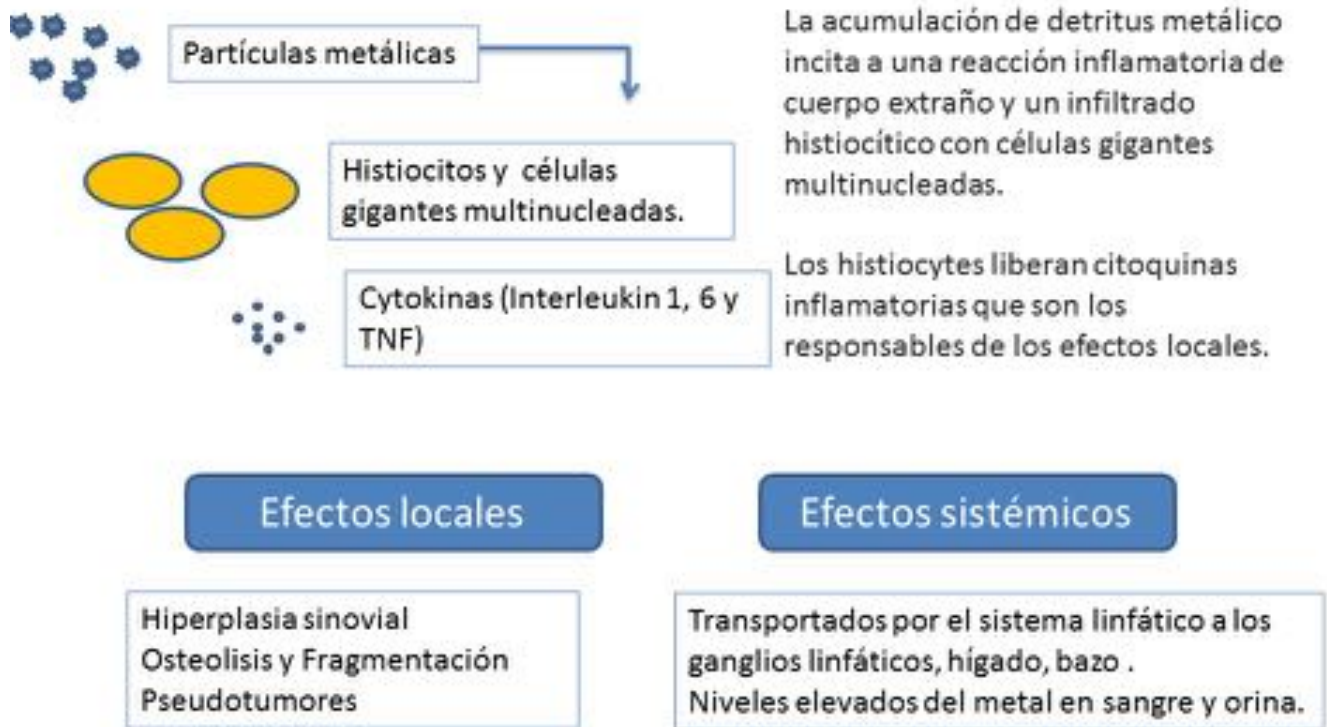 Partículas metálicas
La acumulación de detritus metálico
incita a una reacción inflamatoria de
cuerpo extraño y un infiltrado
histiocítico con células gigantes
multinucleadas.
Histiocitos y células
gigantes multinucleadas.
Los histiocytes liberan citoquinas
inflamatorias que son los
responsables de los efectos locales.
Cytokinas (Interleukin 1, 6 y
TNF)
Efectos locales
Hiperplasia sinovial
Osteolisis y Fragmentación
Pseudotumores
Efectos sistémicos
Transportados por el sistema linfático a los
ganglios linfáticos, hígado, bazo .
Niveles elevados del metal en sangre y orina.